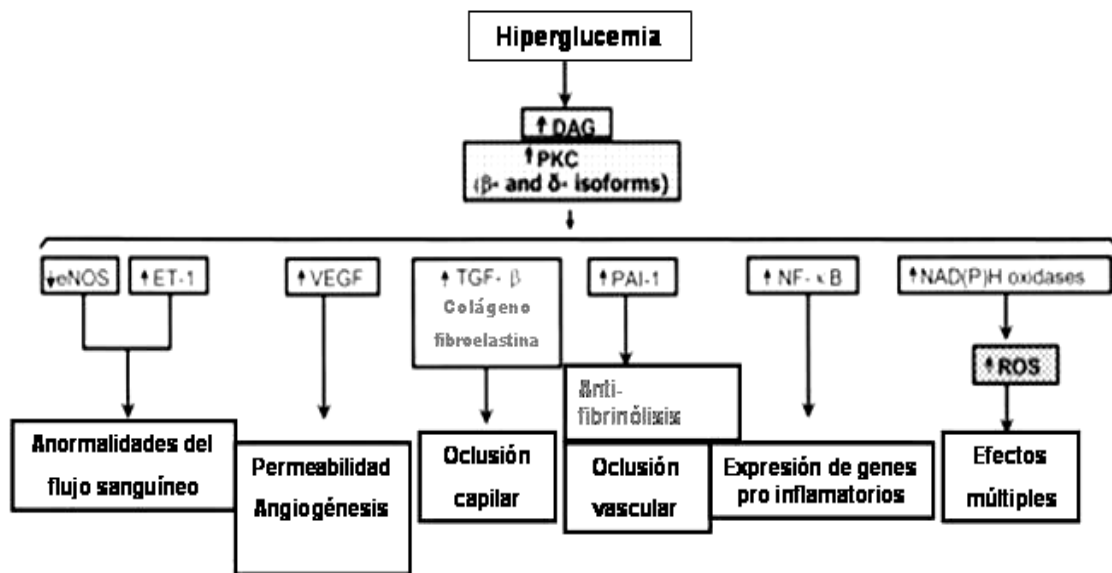 Hiperglucemia
↑DAG
↑PKC
(β- and δ- isoforms)
↓eNOS
↑ET-1
↑VEGF
↑TGF- β
Colágeno
fibroelastina
↑PAI-1
↑NF- κB
↑NAD(P)H oxidases
↑ROS
Anti-
fibrinólisis
Anormalidades del
flujo sanguíneo
Permeabilidad
Angiogénesis
Oclusión
capilar
Oclusión
vascular
Expresión de genes
pro inflamatorios
Efectos
múltiples